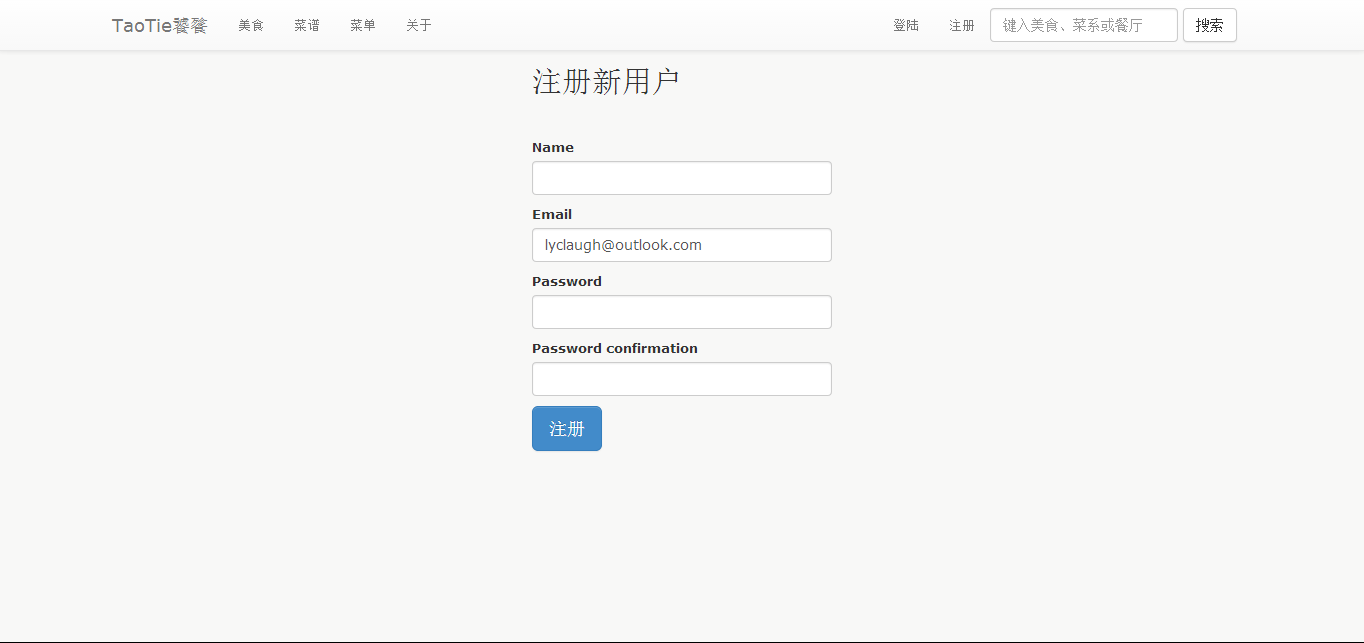 TaoTie饕餮 美食 菜谱 菜单 关于 登陆 注册 键入美食、菜系或餐厅 搜索
注册新用户
Name
Email
lyclaugh@outlook.com
Password
Password confirmation
注册